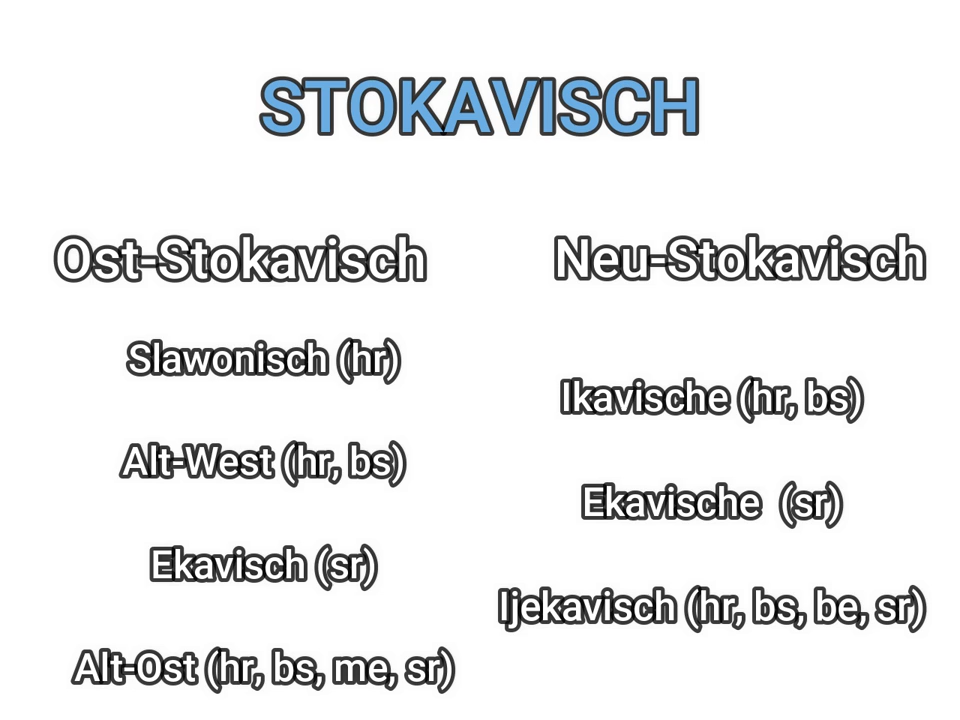 STOKAVISCH
Ost-Stokavisch
Slawonisch (hr)
Alt-West (hr, bs)
Ekavisch (sr)
Alt-Ost (hr, bs, me, sr)
Neu-Stokavisch
Ikavische (hr, bs)
Ekavische (sr)
Ijekavisch (hr, bs, be, sr)